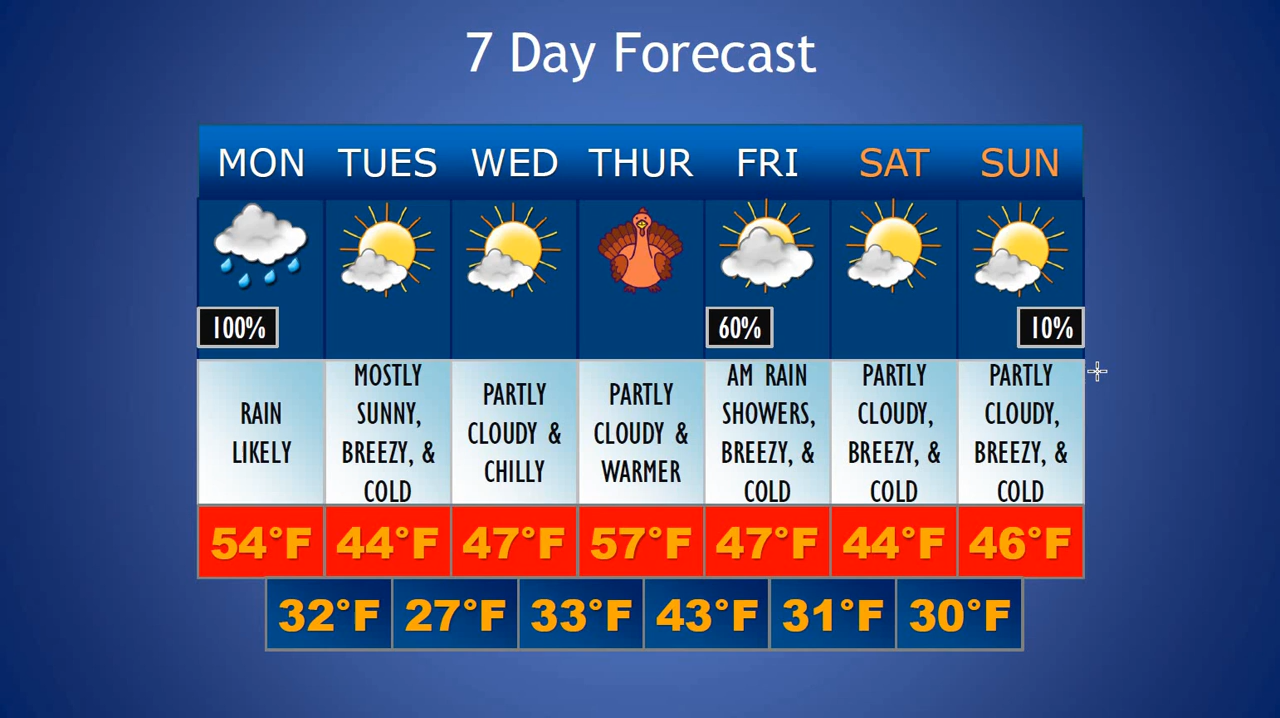 7 Day Forecast
MON TUES WED THUR FRI SAT SUN
100% 60% 10%
RAIN
LIKELY
MOSTLY
SUNNY,
BREEZY, &
COLD
PARTLY
CLOUDY &
CHILLY
PARTLY
CLOUDY &
WARMER
AM RAIN
SHOWERS,
BREEZY, &
COLD
PARTLY
CLOUDY,
BREEZY, &
COLD
PARTLY
CLOUDY,
BREEZY, &
COLD
54°F 44°F 47°F 57°F 47°F 44°F 46°F
32°F 27°F 33°F 43°F 31°F 30°F